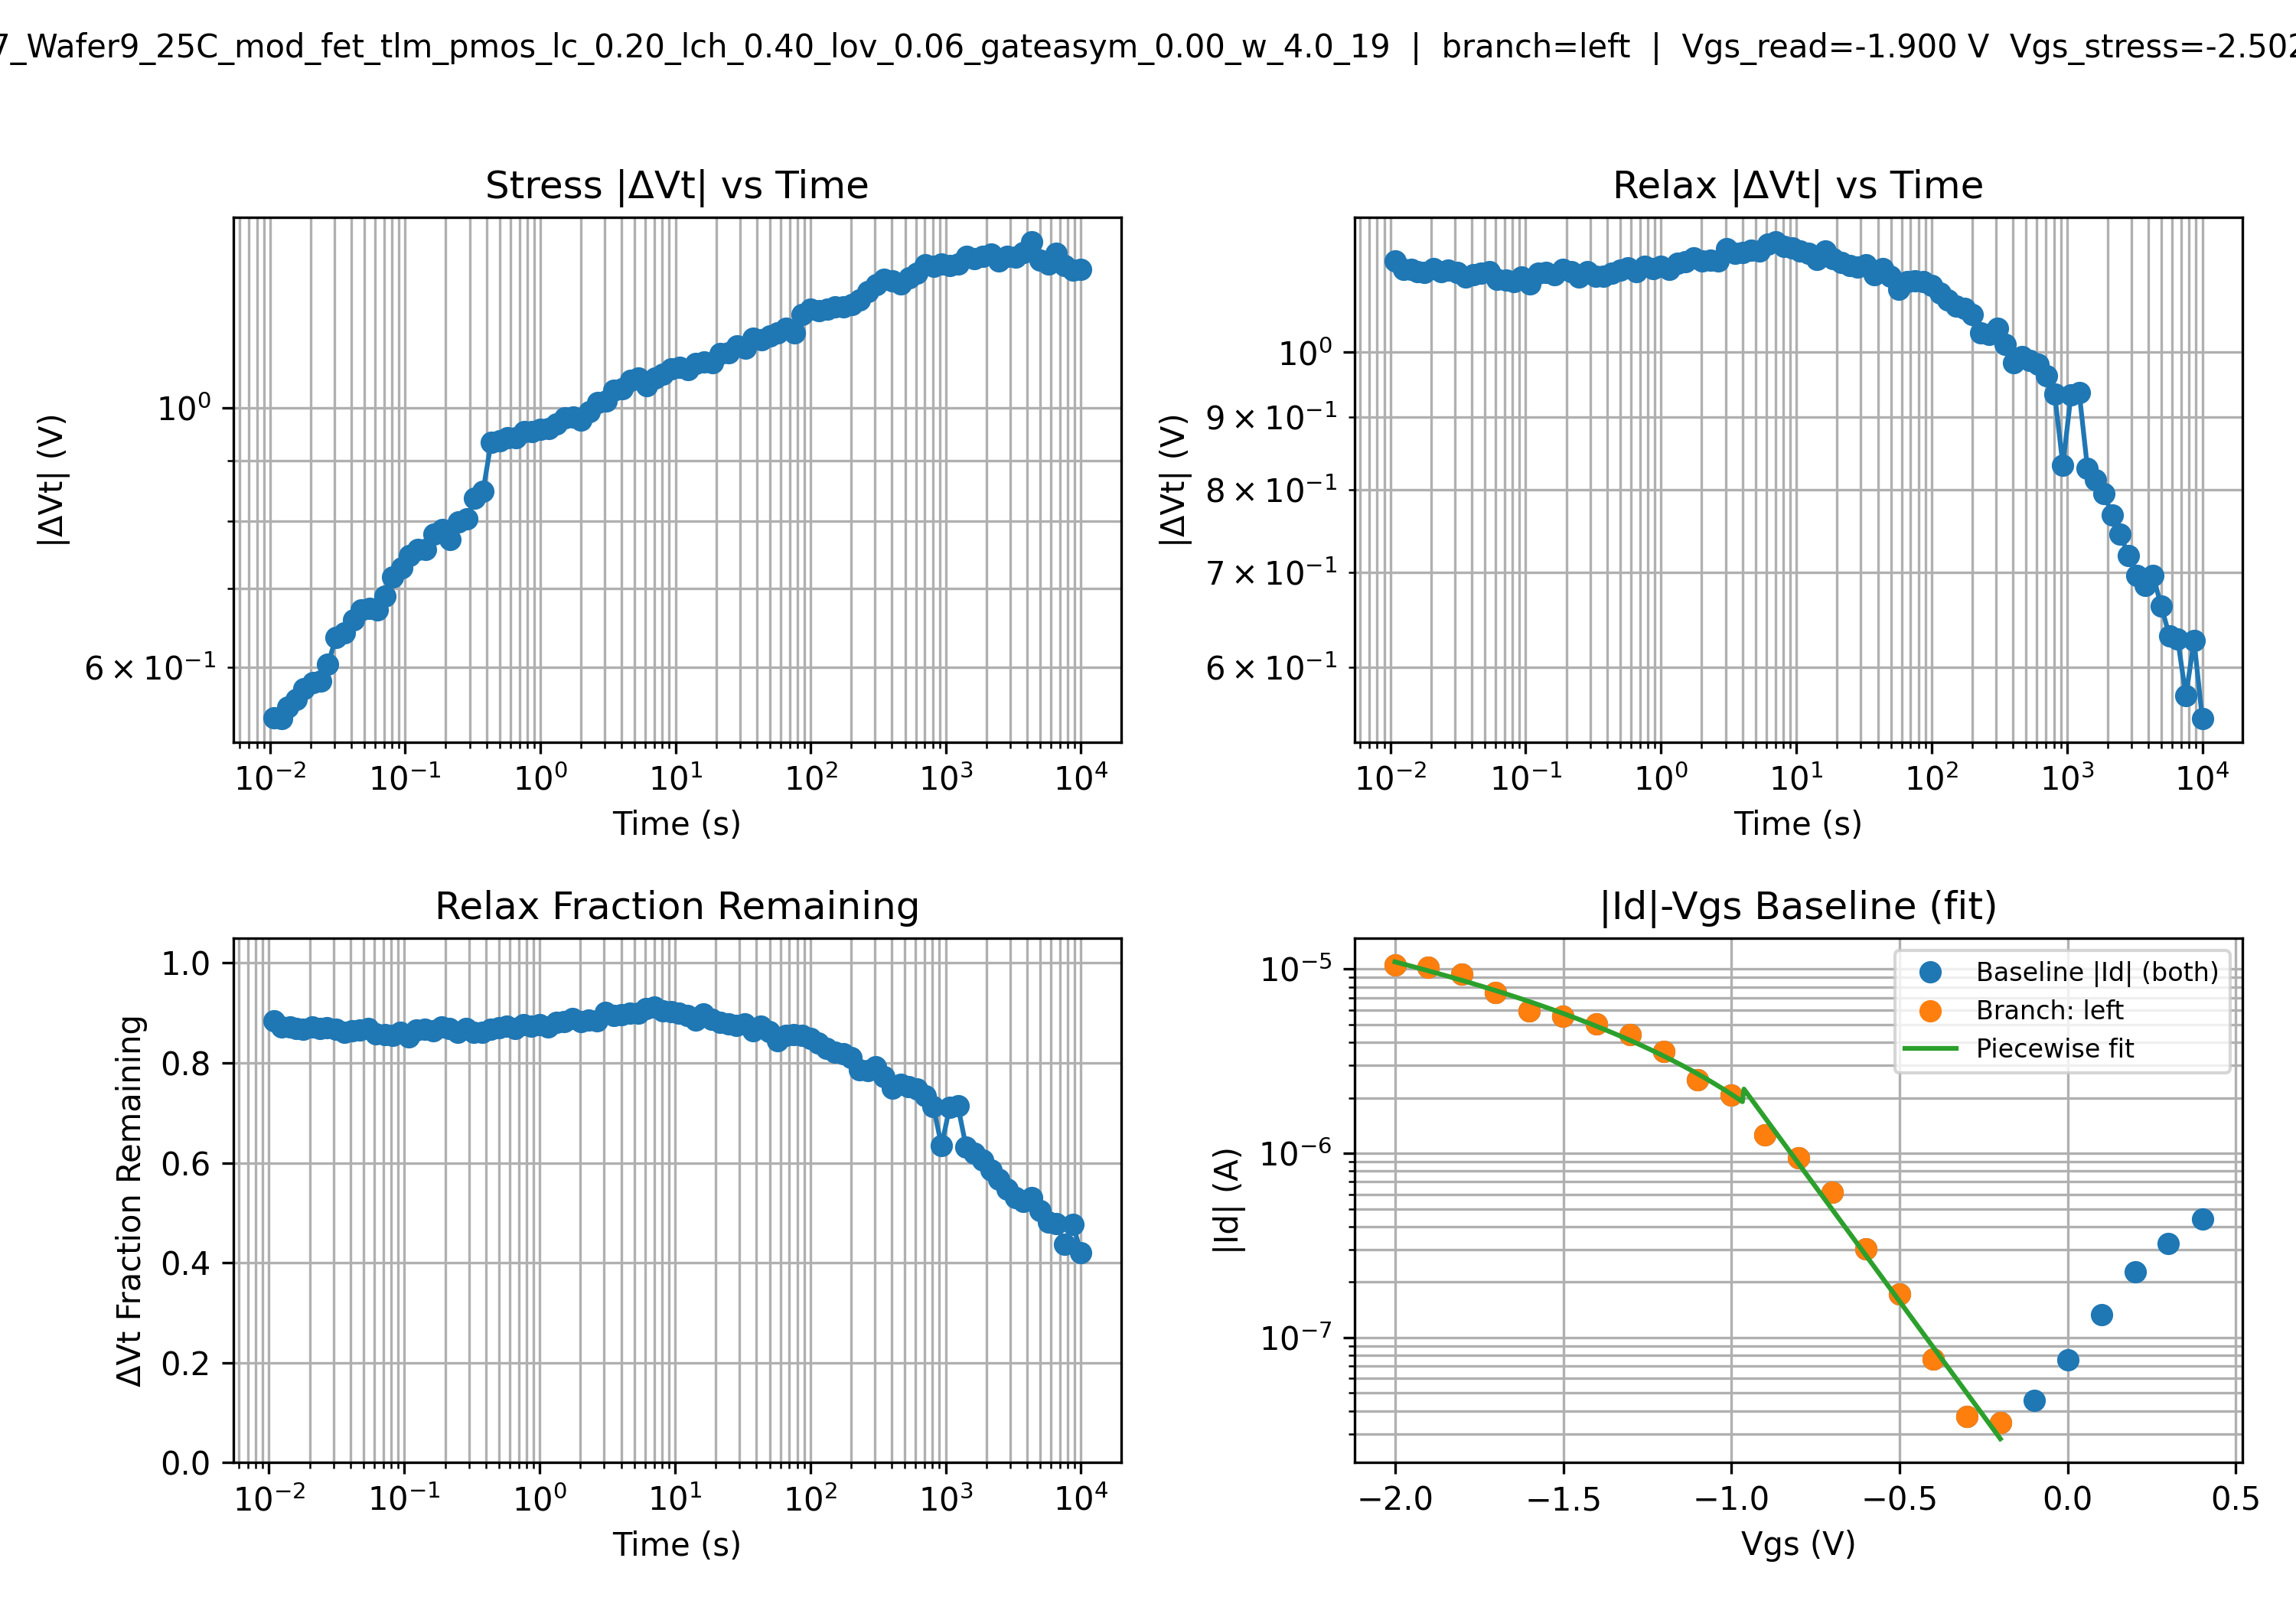 7_Wafer9_25C_mod_fet_tlm_pmos_lc_0.20_lch_0.40_lov_0.06_gateasym_0.00_w_4.0_19 | branch=left | Vgs_read=-1.900 V Vgs_stress=-2.502
Stress |ΔVt| vs Time
|ΔVt| (V)
10⁰
6 × 10⁻¹
10⁻² 10⁻¹ 10⁰ 10¹ 10² 10³ 10⁴
Time (s)
Relax |ΔVt| vs Time
|ΔVt| (V)
10⁰
9 × 10⁻¹
8 × 10⁻¹
7 × 10⁻¹
6 × 10⁻¹
10⁻² 10⁻¹ 10⁰ 10¹ 10² 10³ 10⁴
Time (s)
Relax Fraction Remaining
ΔVt Fraction Remaining
1.0
0.8
0.6
0.4
0.2
0.0
10⁻² 10⁻¹ 10⁰ 10¹ 10² 10³ 10⁴
Time (s)
|Id|-Vgs Baseline (fit)
|Id| (A)
10⁻⁵
10⁻⁶
10⁻⁷
Baseline |Id| (both)
Branch: left
Piecewise fit
−2.0 −1.5 −1.0 −0.5 0.0 0.5
Vgs (V)